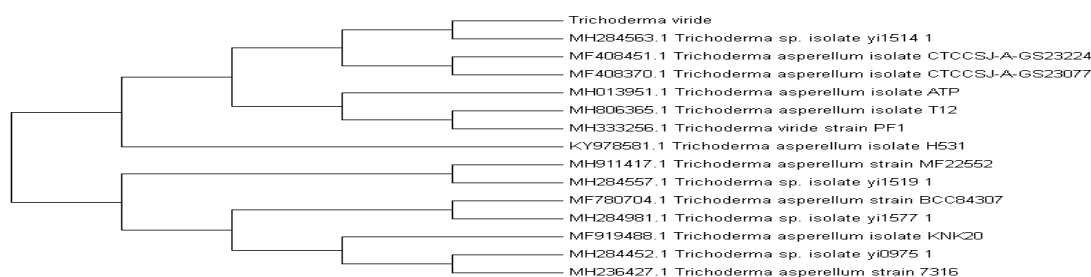 Trichoderma viride
MH284563.1 Trichoderma sp. isolate yi1514 1
MF408451.1 Trichoderma asperellum isolate CTCCSJ-A-GS23224
MF408370.1 Trichoderma asperellum isolate CTCCSJ-A-GS23077
MH013951.1 Trichoderma asperellum isolate ATP
MH806365.1 Trichoderma asperellum isolate T12
MH333256.1 Trichoderma viride strain PF1
KY978581.1 Trichoderma asperellum isolate H531
MH911417.1 Trichoderma asperellum strain MF22552
MH284557.1 Trichoderma sp. isolate yi1519 1
MF780704.1 Trichoderma asperellum strain BCC84307
MH284981.1 Trichoderma sp. isolate yi1577 1
MF919488.1 Trichoderma asperellum isolate KNK20
MH284452.1 Trichoderma sp. isolate yi0975 1
MH236427.1 Trichoderma asperellum strain 7316